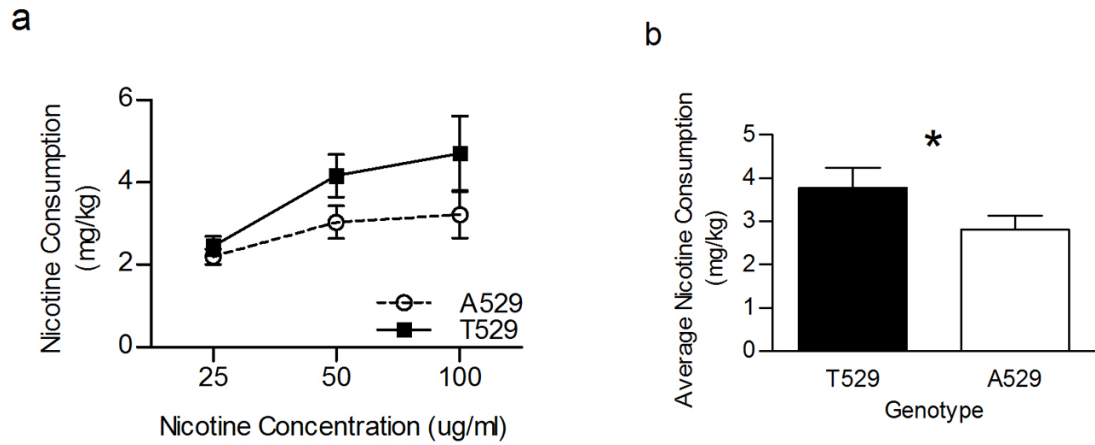 a
Nicotine Consumption
(mg/kg)
6
4
2
0
A529
T529
25 50 100
Nicotine Concentration (ug/ml)
b
Average Nicotine Consumption
(mg/kg)
5
4
3
2
1
0
*
T529 A529
Genotype